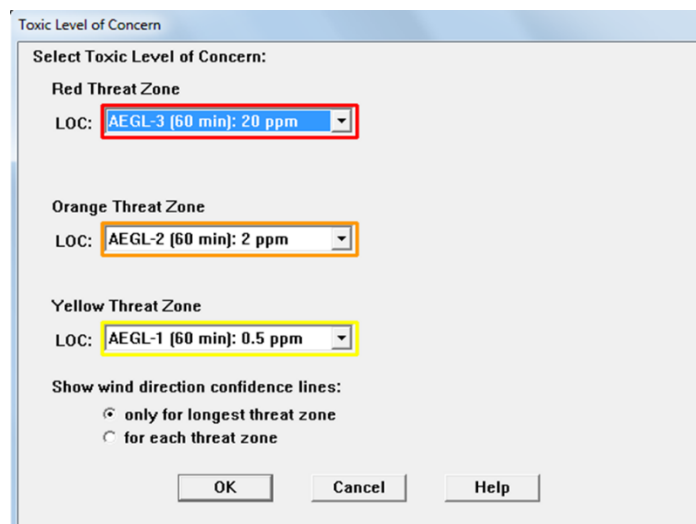 Toxic Level of Concern
Select Toxic Level of Concern:
Red Threat Zone
LOC: AEGL-3 (60 min): 20 ppm
Orange Threat Zone
LOC: AEGL-2 (60 min): 2 ppm
Yellow Threat Zone
LOC: AEGL-1 (60 min): 0.5 ppm
Show wind direction confidence lines:
only for longest threat zone
for each threat zone
OK Cancel Help